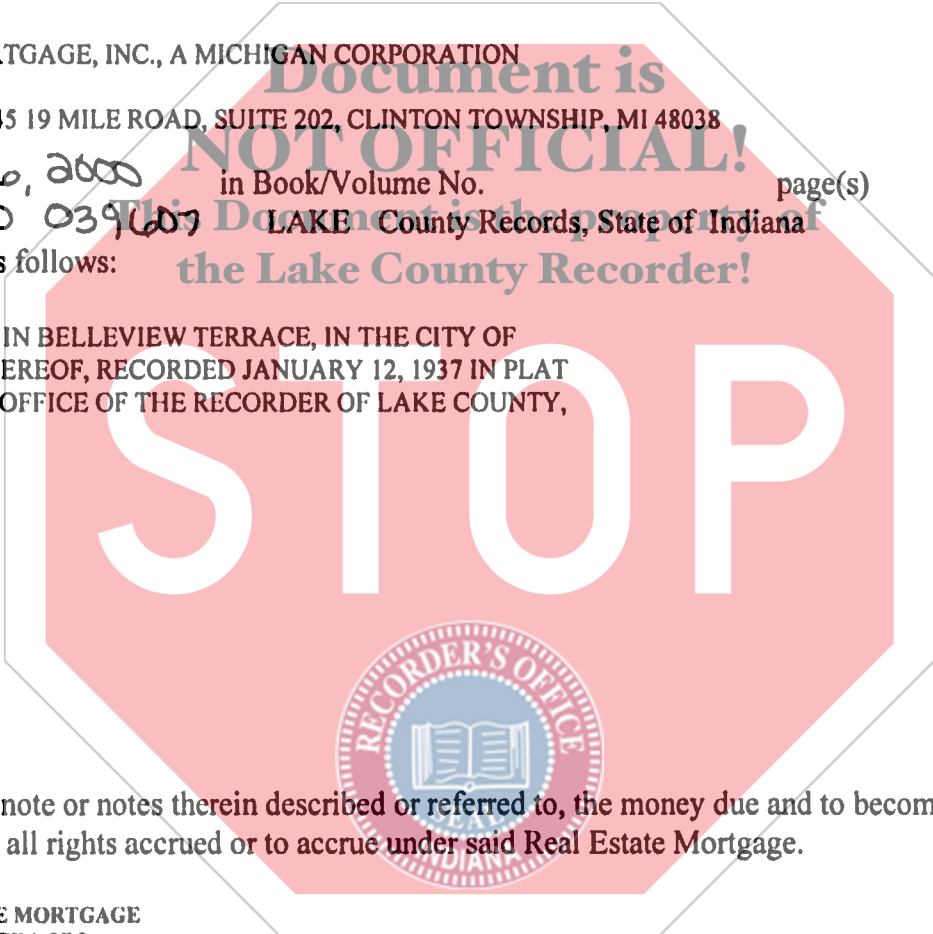 TGAGE, INC., A MICHIGAN CORPORATION
Document is
45 19 MILE ROAD, SUITE 202, CLINTON TOWNSHIP, MI 48038
NOT OFFICIAL!
, 2000 in Book/Volume No. page(s)
This Document is the property of
039607 LAKE County Records, State of Indiana
s follows:
the Lake County Recorder!
IN BELLEVIEW TERRACE, IN THE CITY OF
EREOF, RECORDED JANUARY 12, 1937 IN PLAT
OFFICE OF THE RECORDER OF LAKE COUNTY,
STOP
RECORDER'S OFFICE
note or notes therein described or referred to, the money due and to becom
SEAL
all rights accrued or to accrue under said Real Estate Mortgage.
INDIANA
E MORTGAGE